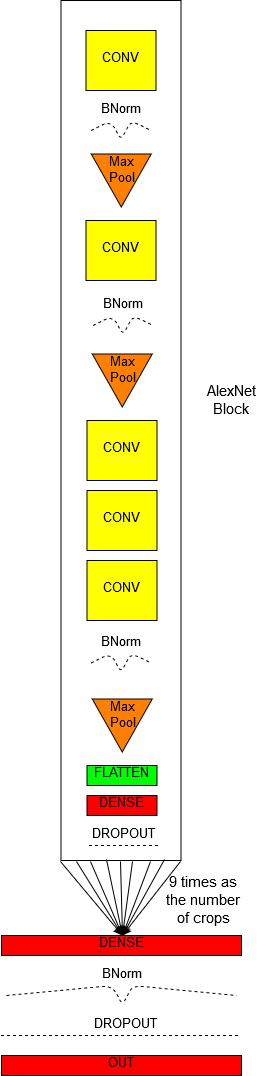 CONV
BNorm
Max
Pool
CONV
BNorm
Max
Pool
AlexNet
Block
CONV
CONV
CONV
BNorm
Max
Pool
FLATTEN
DENSE
DROPOUT
9 times as
the number
of crops
DENSE
BNorm
DROPOUT
OUT